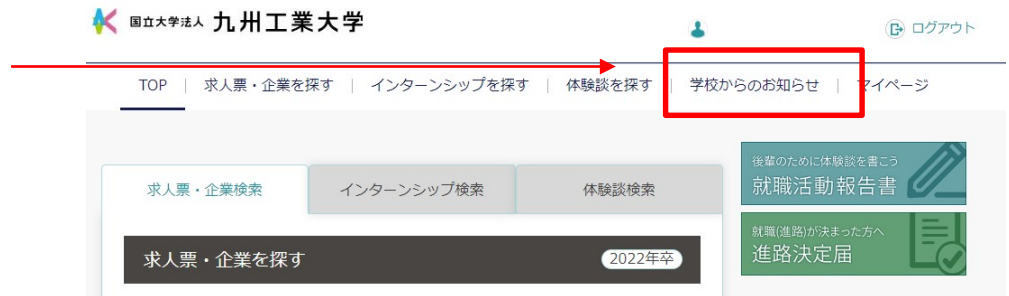 国立大学法人 九州工業大学
ログアウト
TOP | 求人票・企業を探す | インターンシップを探す | 体験談を探す | 学校からのお知らせ | マイページ
後輩のために体験談を書こう
就職活動報告書
求人票・企業検索 インターンシップ検索 体験談検索
就職(進路)が決まった方へ
進路決定届
求人票・企業を探す 2022年卒